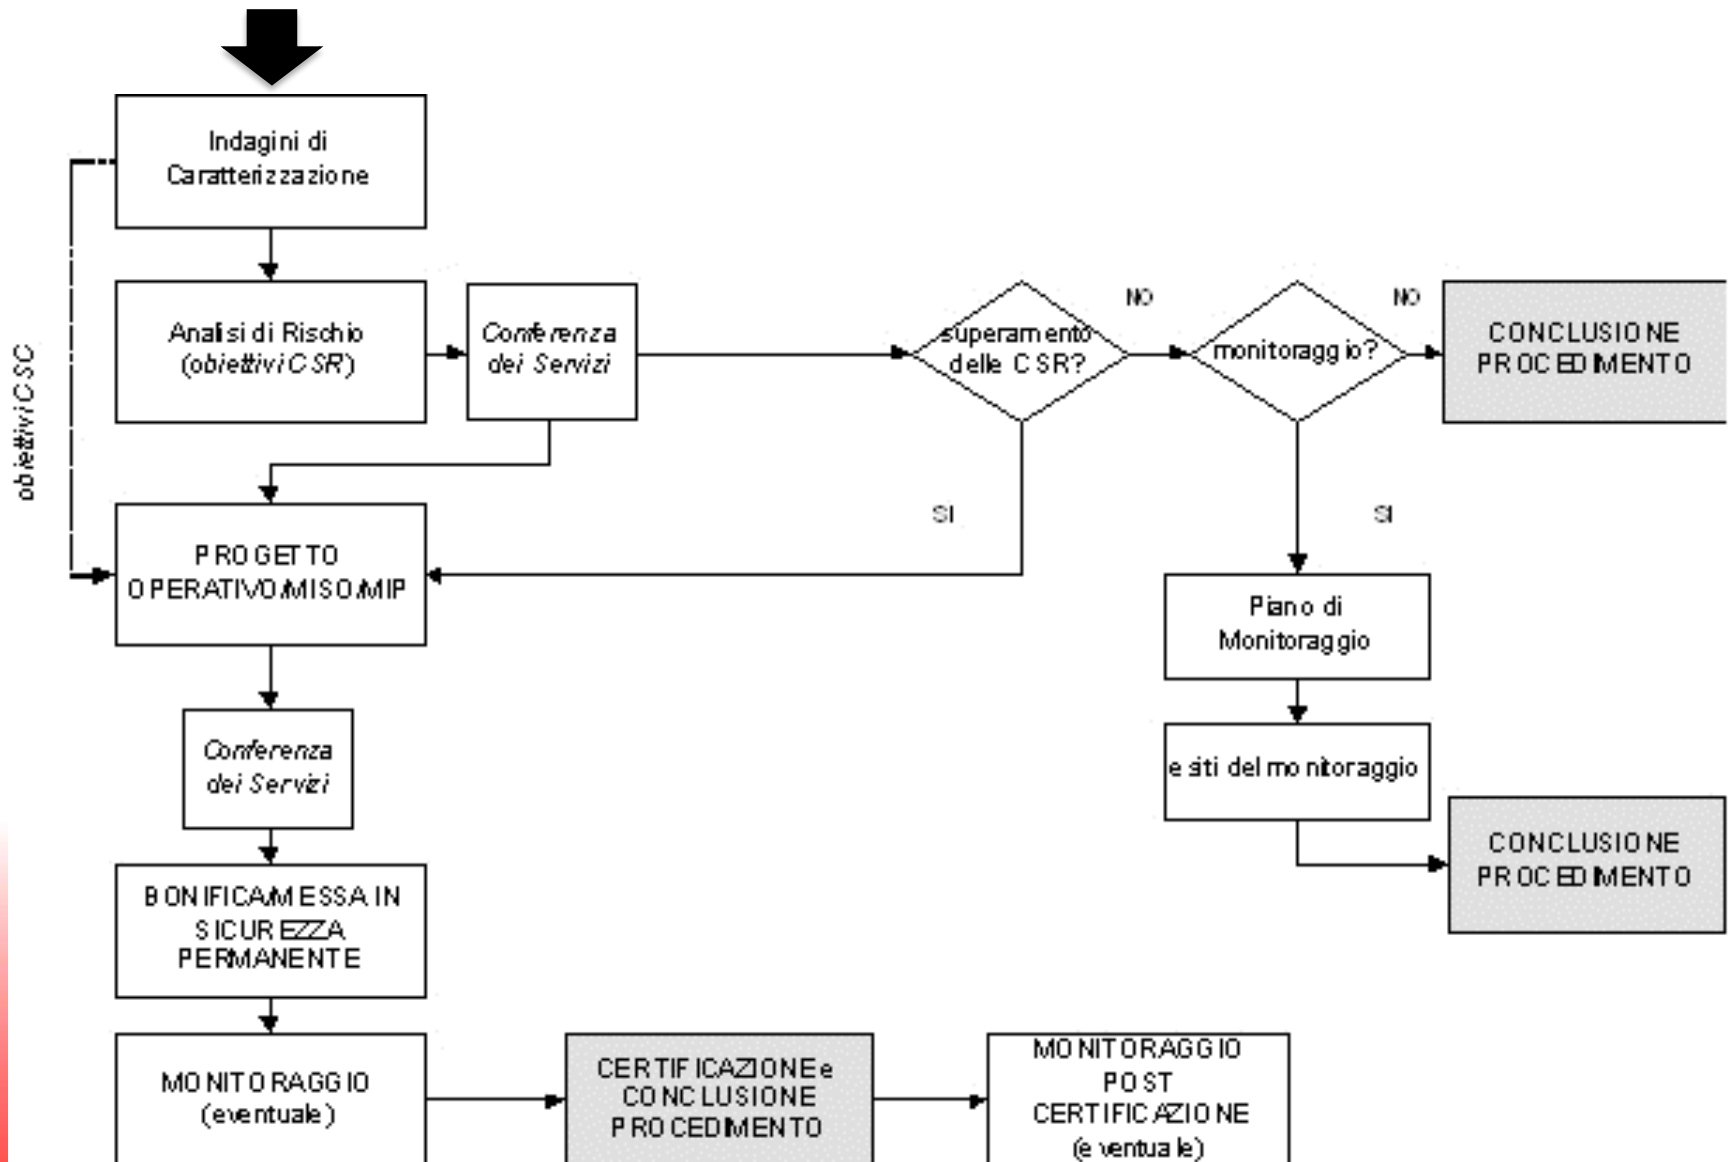 Indagini di
Caratterizzazione
obiettivi CSC
Analisi di Rischio
(obiettivi CSR)
Conferenza
dei Servizi
superamento
delle CSR?
NO
monitoraggio?
NO
CONCLUSIONE
PROCEDIMENTO
SI
SI
PROGETTO
OPERATIVO/MISO/MIP
Piano di
Monitoraggio
Conferenza
dei Servizi
esiti del monitoraggio
CONCLUSIONE
PROCEDIMENTO
BONIFICA/MESSA IN
SICUREZZA
PERMANENTE
MONITORAGGIO
(eventuale)
CERTIFICAZIONE e
CONCLUSIONE
PROCEDIMENTO
MONITORAGGIO
POST
CERTIFICAZIONE
(eventuale)